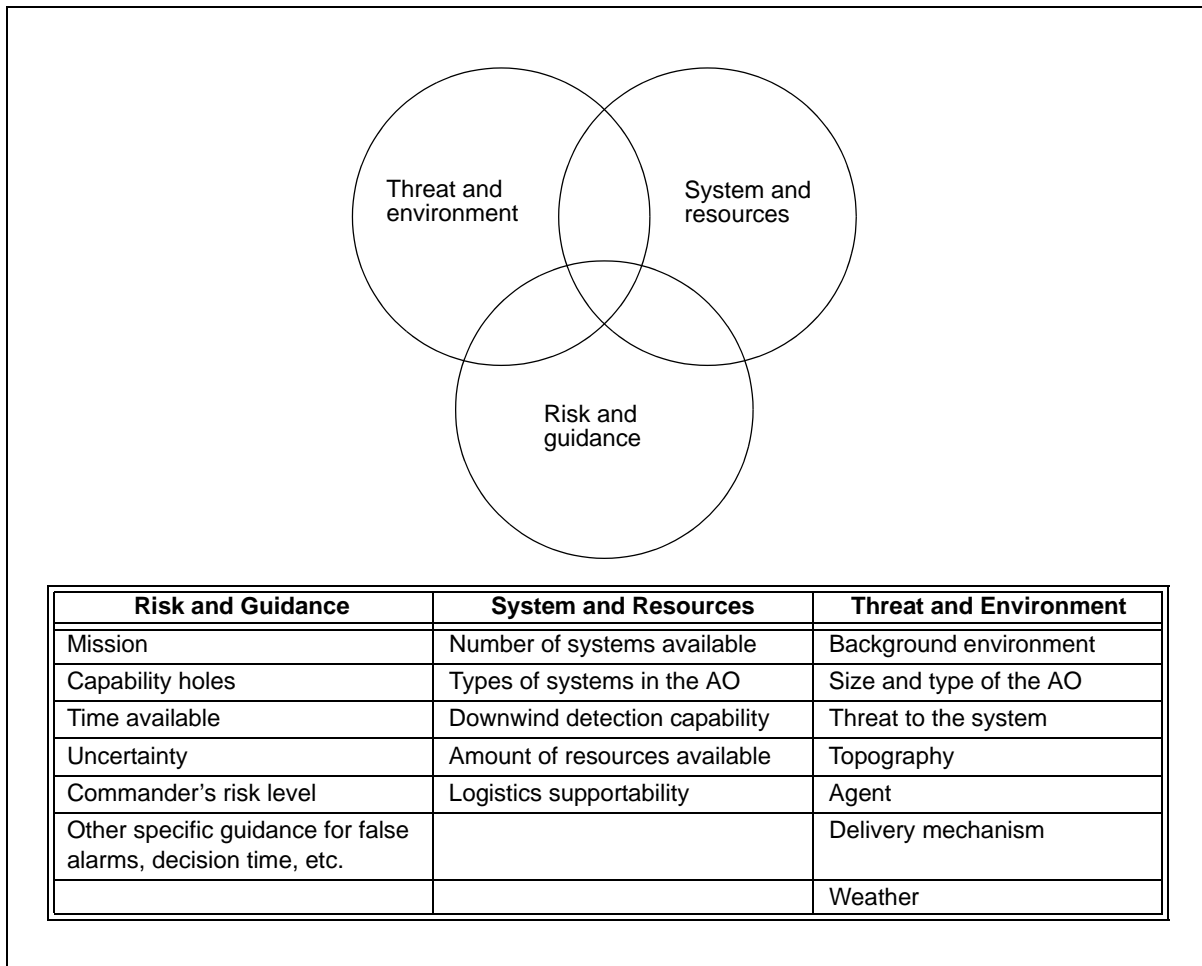 Threat and
environment
System and
resources
Risk and
guidance
Risk and Guidance System and Resources Threat and Environment
Mission Number of systems available Background environment
Capability holes Types of systems in the AO Size and type of the AO
Time available Downwind detection capability Threat to the system
Uncertainty Amount of resources available Topography
Commander’s risk level Logistics supportability Agent
Other specific guidance for false
alarms, decision time, etc.
Delivery mechanism
Weather